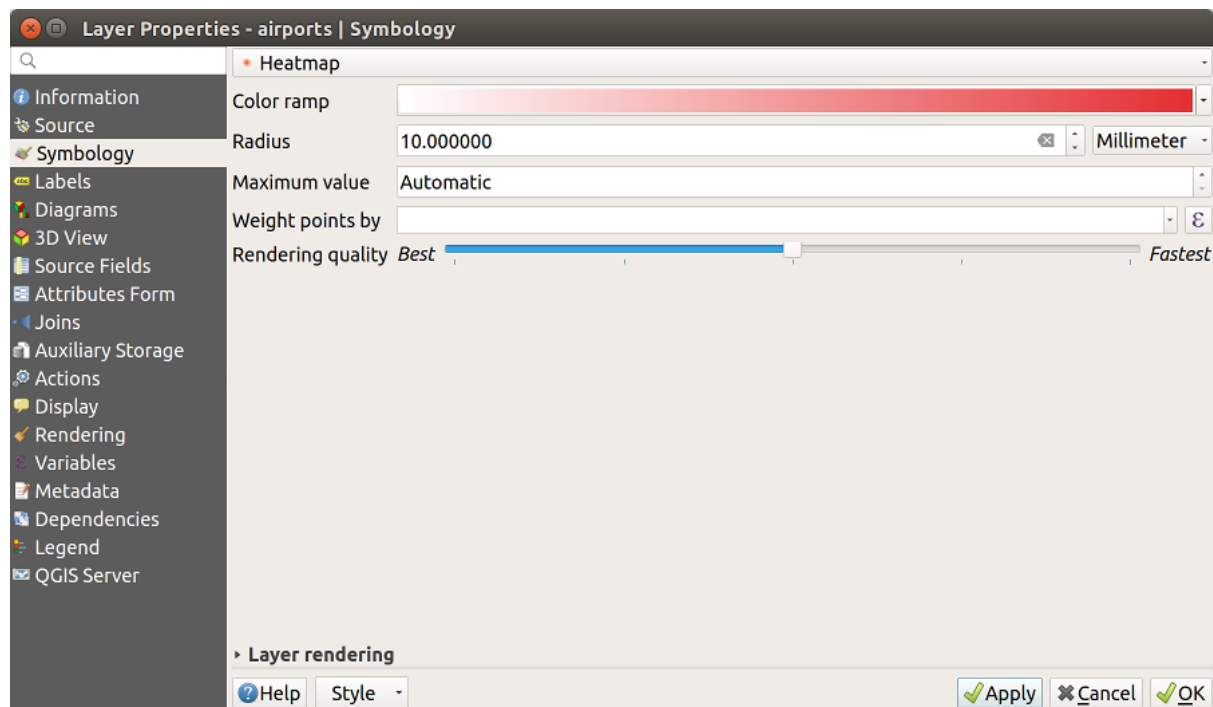 Layer Properties - airports | Symbology
Information
Source
Symbology
Labels
Diagrams
3D View
Source Fields
Attributes Form
Joins
Auxiliary Storage
Actions
Display
Rendering
Variables
Metadata
Dependencies
Legend
QGIS Server
Heatmap
Color ramp
Radius 10.000000 Millimeter
Maximum value Automatic
Weight points by ε
Rendering quality Best Fastest
Layer rendering
Help Style Apply Cancel OK